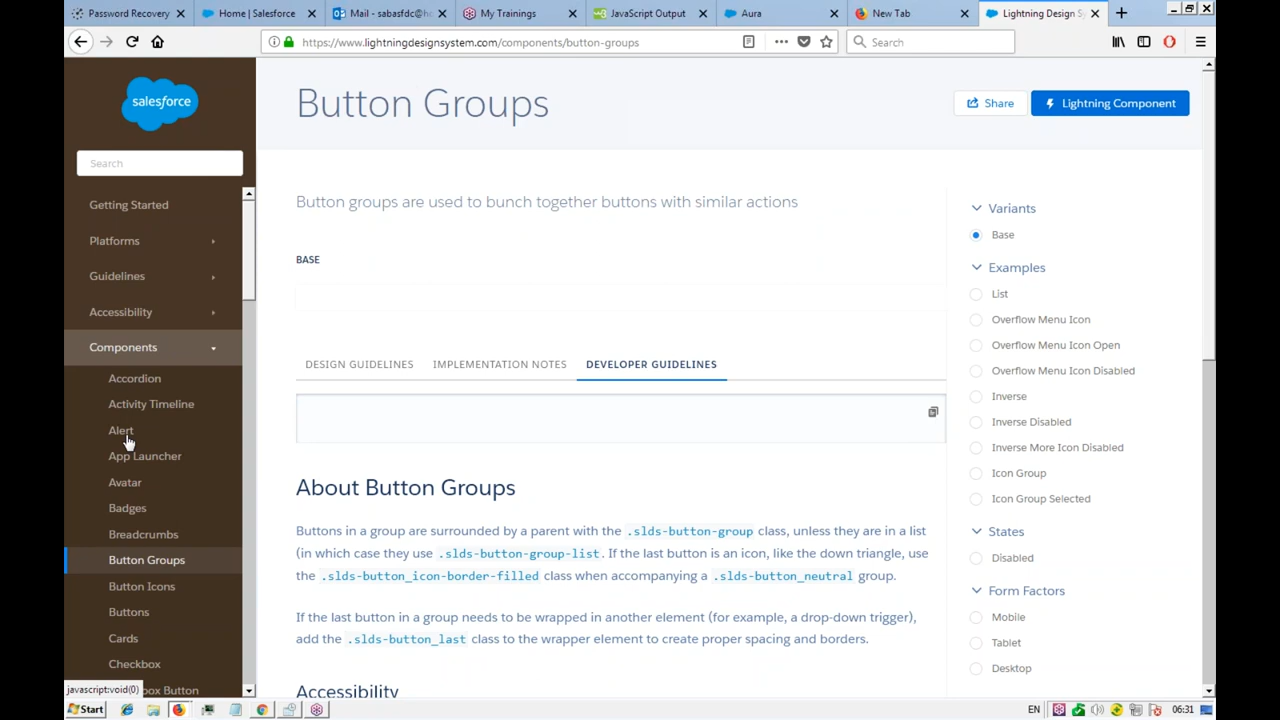 Password Recovery
Home | Salesforce
Mail - sabasfdc@h
My Trainings
JavaScript Output
Aura
New Tab
Lightning Design Sy
https://www.lightningdesignsystem.com/components/button-groups
Search
salesforce
Search
Getting Started
Platforms
Guidelines
Accessibility
Components
Accordion
Activity Timeline
Alert
App Launcher
Avatar
Badges
Breadcrumbs
Button Groups
Button Icons
Buttons
Cards
Checkbox
box Button
javascript:void(0)
Button Groups
Share
Lightning Component
Button groups are used to bunch together buttons with similar actions
BASE
DESIGN GUIDELINES
IMPLEMENTATION NOTES
DEVELOPER GUIDELINES
About Button Groups
Buttons in a group are surrounded by a parent with the .slds-button-group class, unless they are in a list
(in which case they use .slds-button-group-list. If the last button is an icon, like the down triangle, use
the .slds-button_icon-border-filled class when accompanying a .slds-button_neutral group.
If the last button in a group needs to be wrapped in another element (for example, a drop-down trigger),
add the .slds-button_last class to the wrapper element to create proper spacing and borders.
Accessibility
Variants
Base
Examples
List
Overflow Menu Icon
Overflow Menu Icon Open
Overflow Menu Icon Disabled
Inverse
Inverse Disabled
Inverse More Icon Disabled
Icon Group
Icon Group Selected
States
Disabled
Form Factors
Mobile
Tablet
Desktop
Start
EN
06:31